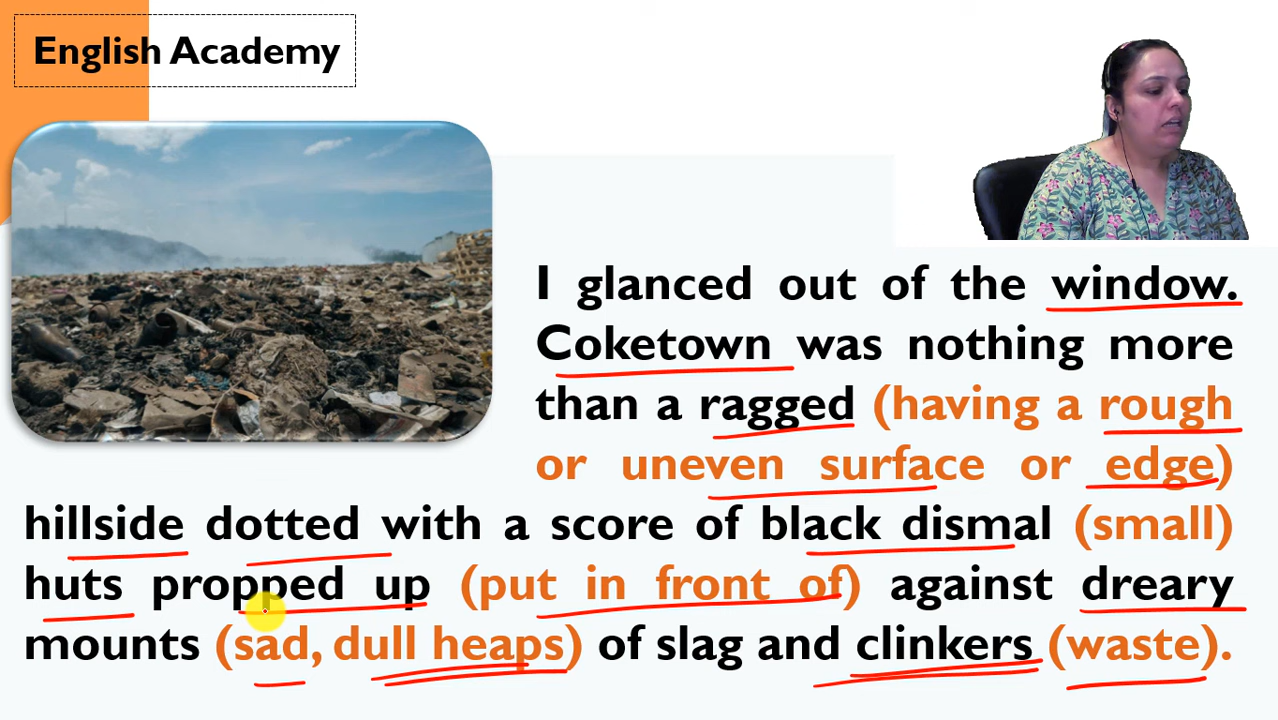 English Academy
I glanced out of the window.
Coketown was nothing more
than a ragged (having a rough
or uneven surface or edge)
hillside dotted with a score of black dismal (small)
huts propped up (put in front of) against dreary
mounts (sad, dull heaps) of slag and clinkers (waste).